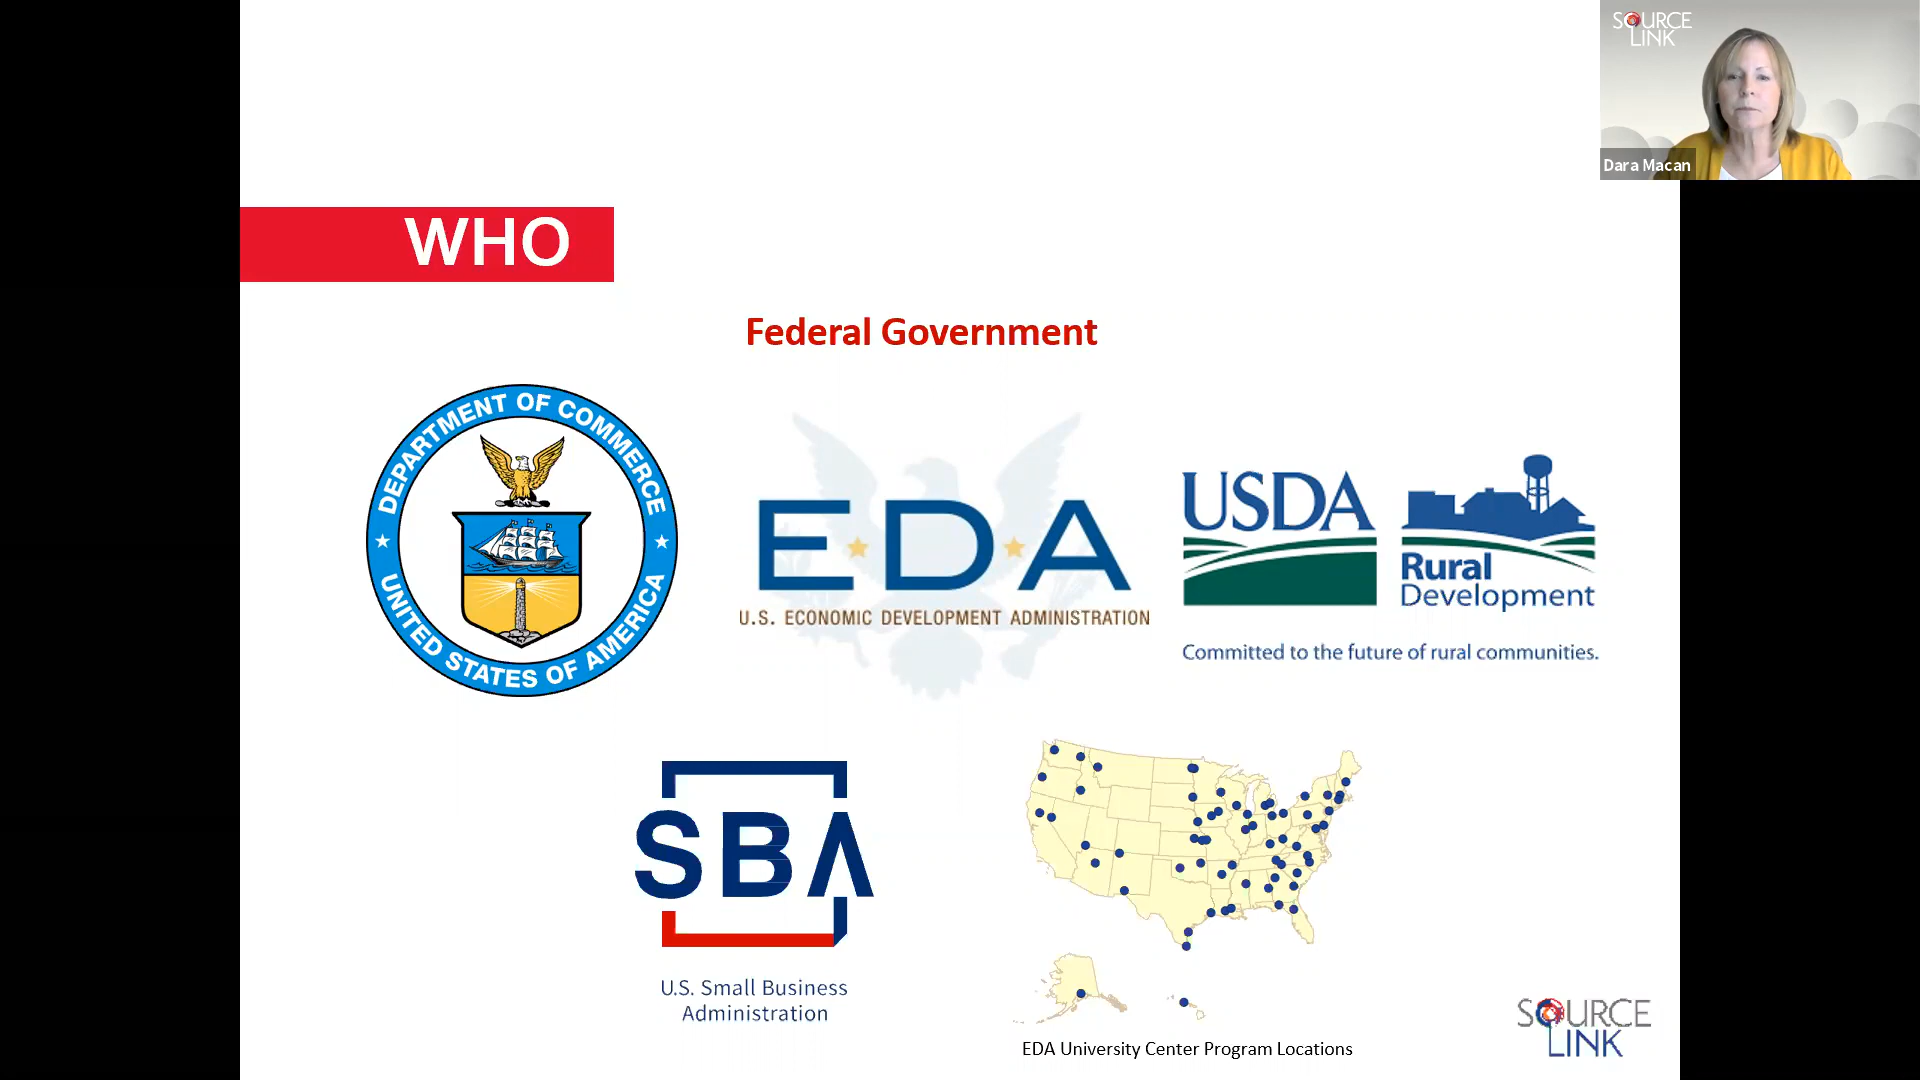 SOURCE
LINK
Dara Macan
WHO
Federal Government
DEPARTMENT OF COMMERCE
UNITED STATES OF AMERICA
EDA
U.S. ECONOMIC DEVELOPMENT ADMINISTRATION
USDA
Rural
Development
Committed to the future of rural communities.
SBA
U.S. Small Business
Administration
EDA University Center Program Locations
SOURCE
LINK